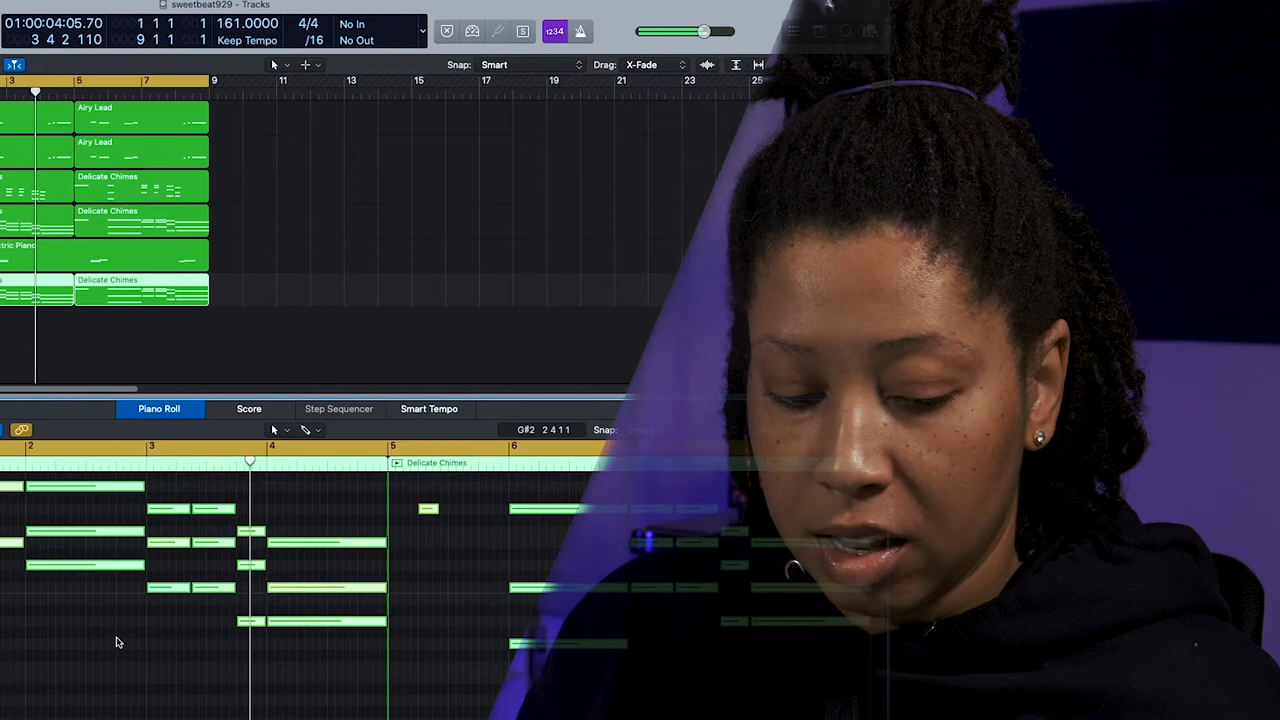 sweetbeat929 - Tracks
01:00:04:05.70 1 1 1 1 161.0000 4/4 No In
3 4 2 110 9 1 1 1 Keep Tempo /16 No Out
1234
Snap: Smart Drag: X-Fade
3 5 7 9 11 13 15 17 19 21 23 25
Airy Lead
Airy Lead
Delicate Chimes
Delicate Chimes
tric Piano
Delicate Chimes
Piano Roll Score Step Sequencer Smart Tempo
G#2 2 4 1 1 Snap:
2 3 4 5 6
Delicate Chimes